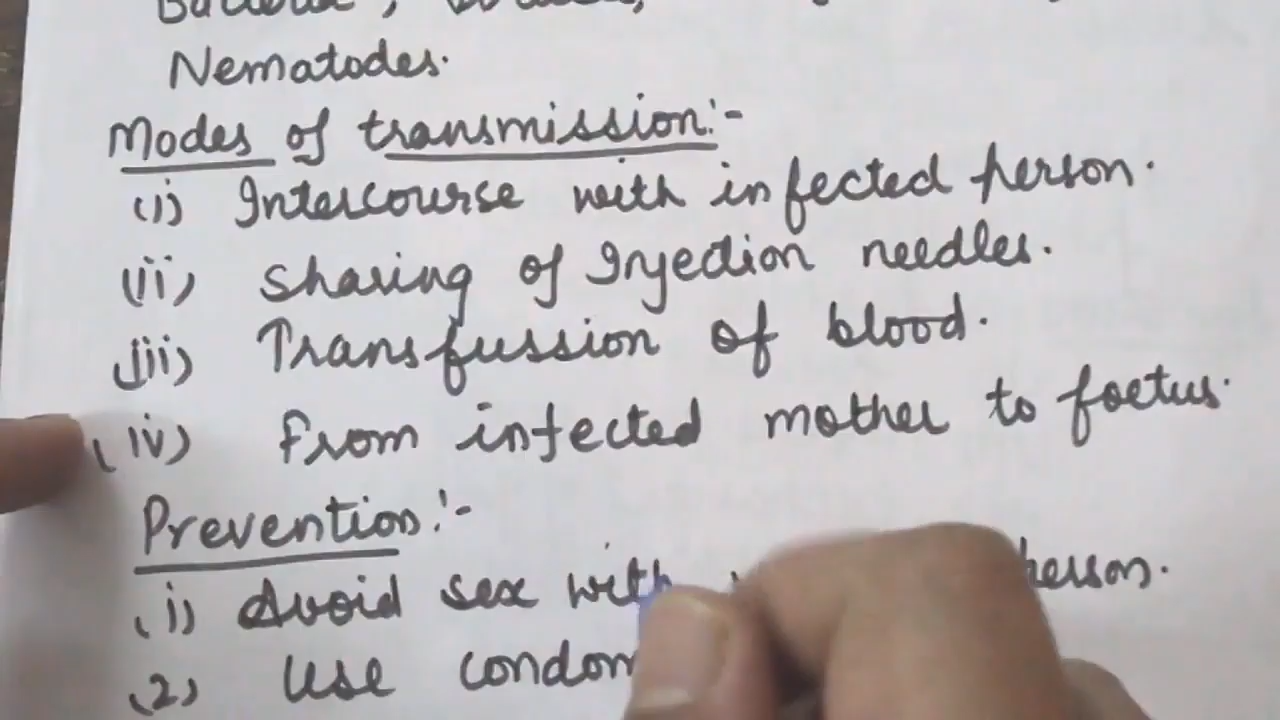 Nematodes.
Modes of transmission:-
(i) Intercourse with infected person.
(ii) Sharing of Injection needles.
(iii) Transfussion of blood.
(iv) From infected mother to foetus.
Prevention:-
(i) Avoid sex with person.
(2) Use condom